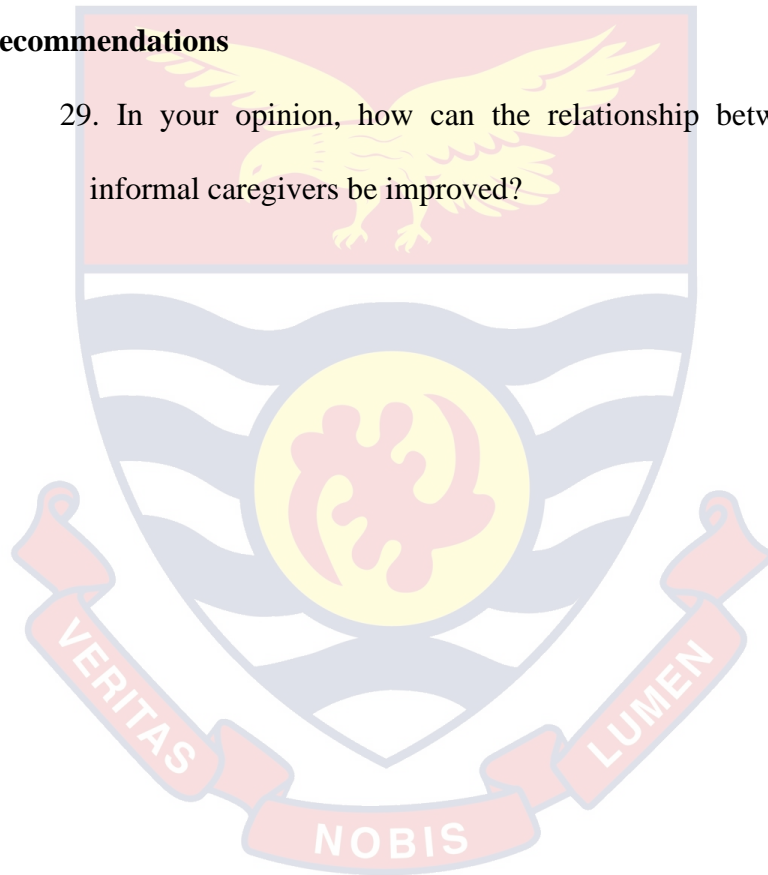 ecommendations
29. In your opinion, how can the relationship betw
informal caregivers be improved?
VERITAS
NOBIS
LUMEN